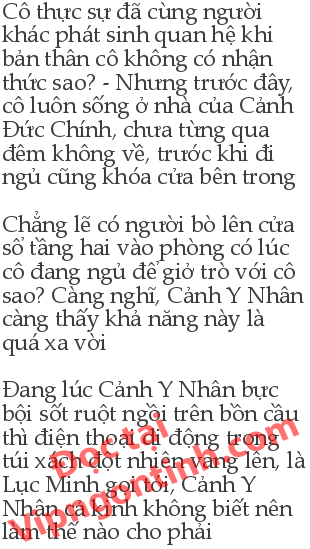 Cô thực sự đã cùng người
khác phát sinh quan hệ khi
bản thân cô không có nhận
thức sao? - Nhưng trước đây,
cô luôn sống ở nhà của Cảnh
Đức Chính, chưa từng qua
đêm không về, trước khi đi
ngủ cũng khóa cửa bên trong
Chẳng lẽ có người bò lên cửa
sổ tầng hai vào phòng có lúc
cô đang ngủ để giở trò với cô
sao? Càng nghĩ, Cảnh Y Nhân
càng thấy khả năng này là
quá xa vời
Đang lúc Cảnh Y Nhân bực
bội sốt ruột ngồi trên bồn cầu
thì điện thoại di động trong
túi xách đột nhiên vang lên, là
Lục Minh gọi tới, Cảnh Y
Nhân cả kinh không biết nên
làm thế nào cho phải
Đọc tại
Vipngontinh.com